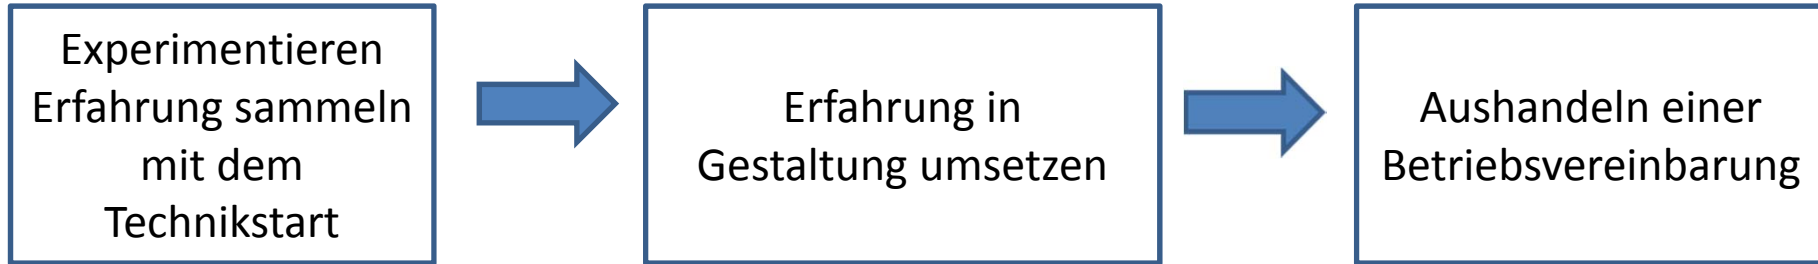 Experimentieren
Erfahrung sammeln
mit dem
Technikstart
Erfahrung in
Gestaltung umsetzen
Aushandeln einer
Betriebsvereinbarung